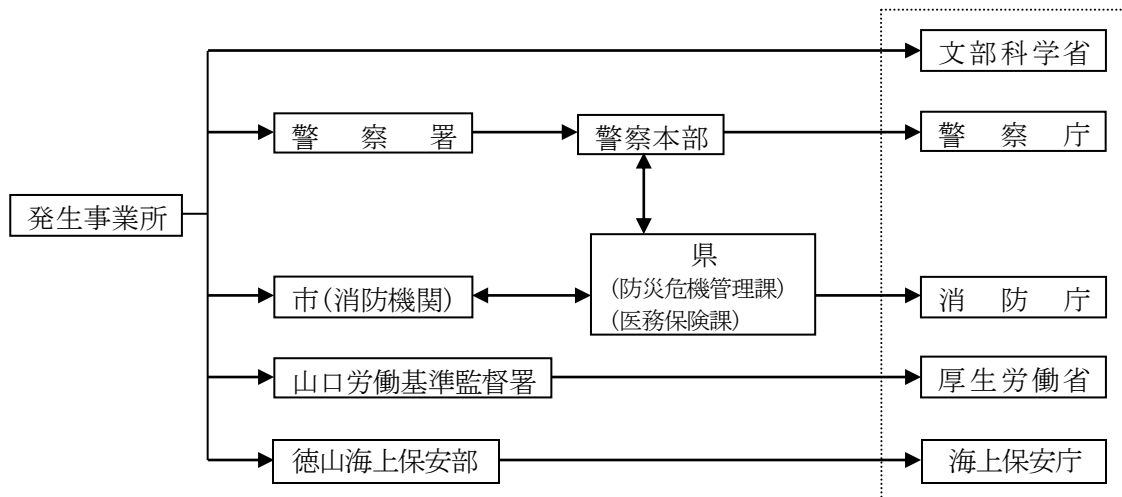 文部科学省
警察署
警察本部
警察庁
発生事業所
県
(防災危機管理課)
(医務保険課)
市(消防機関)
消防庁
山口労働基準監督署
厚生労働省
徳山海上保安部
海上保安庁